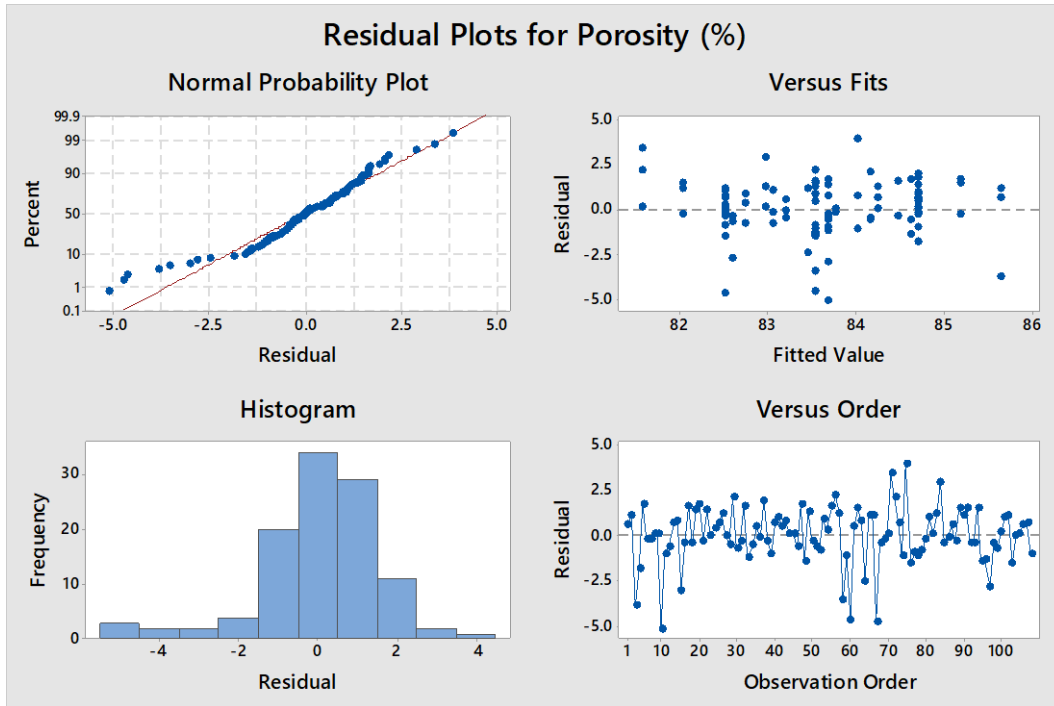 Residual Plots for Porosity (%)
Normal Probability Plot
99.9
99
90
50
10
1
0.1
Percent
-5.0 -2.5 0.0 2.5 5.0
Residual
Versus Fits
5.0
2.5
0.0
-2.5
-5.0
Residual
82 83 84 85 86
Fitted Value
Histogram
30
20
10
0
Frequency
-4 -2 0 2 4
Residual
Versus Order
5.0
2.5
0.0
-2.5
-5.0
Residual
1 10 20 30 40 50 60 70 80 90 100
Observation Order